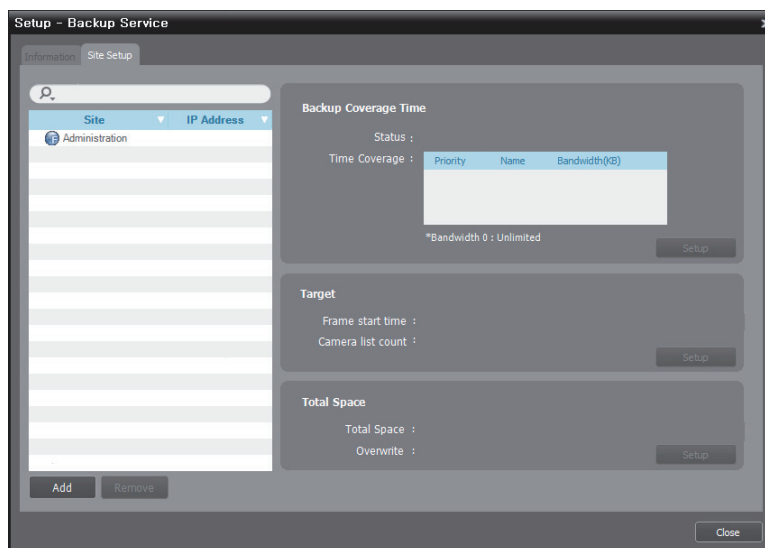 Setup - Backup Service
Information Site Setup
Site IP Address
Administration
Backup Coverage Time
Status :
Time Coverage :
Priority Name Bandwidth(KB)
*Bandwidth 0 : Unlimited
Setup
Target
Frame start time :
Camera list count :
Setup
Total Space
Total Space :
Overwrite :
Setup
Add Remove
Close